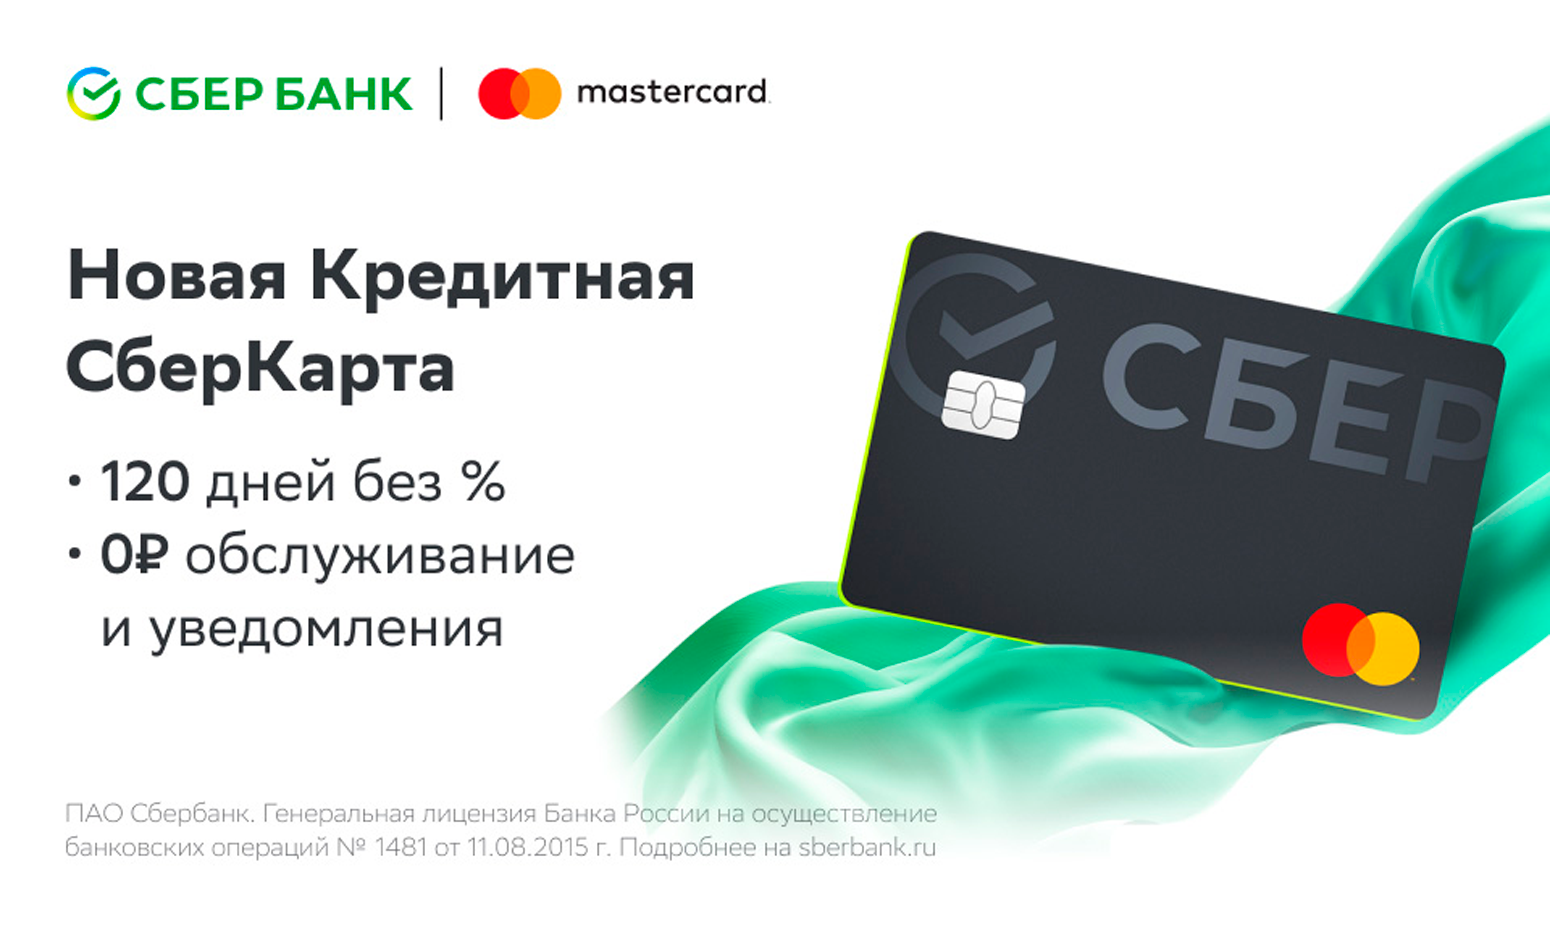 СБЕР БАНК | mastercard.
Новая Кредитная
СберКарта
• 120 дней без %
• 0₽ обслуживание
и уведомления
СБЕР
ПАО Сбербанк. Генеральная лицензия Банка России на осуществление
банковских операций № 1481 от 11.08.2015 г. Подробнее на sberbank.ru